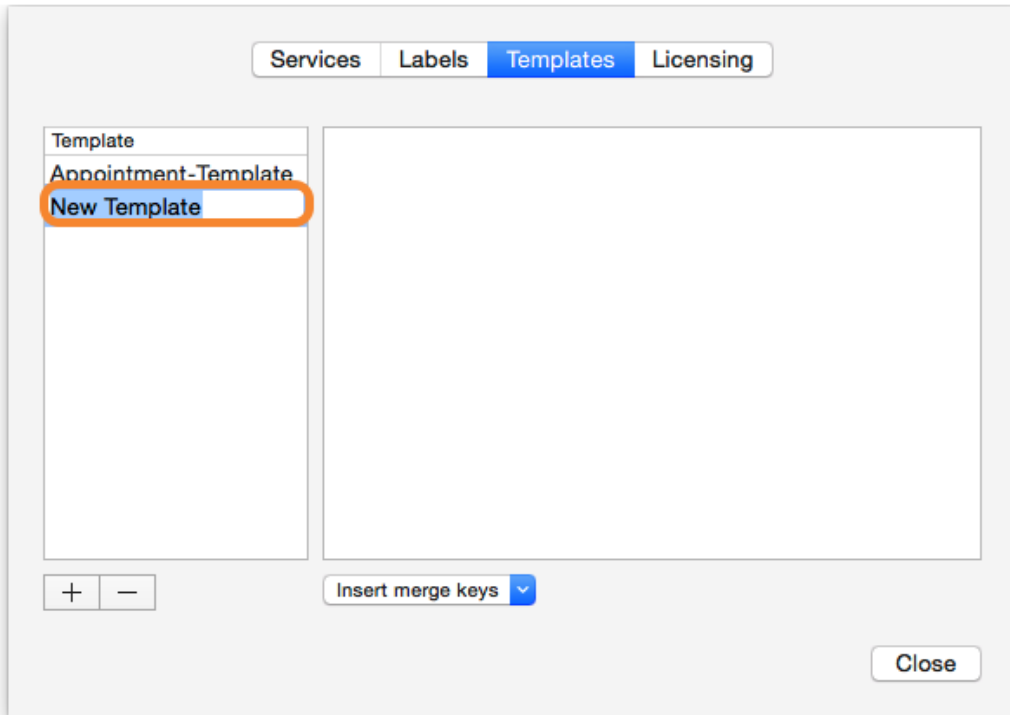 Services Labels Templates Licensing
Template
Appointment-Template
New Template
+ −
Insert merge keys
Close